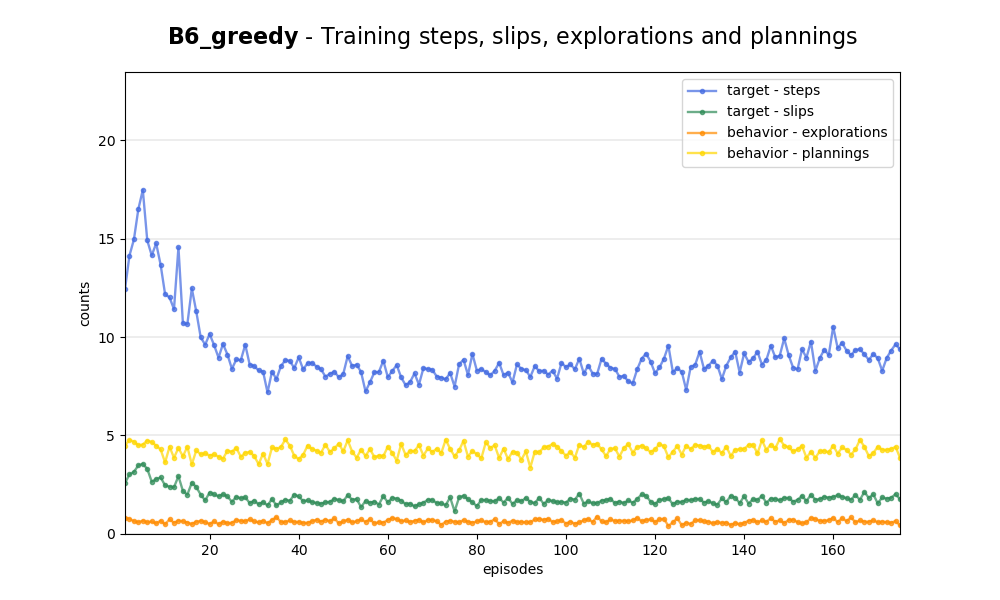 B6_greedy - Training steps, slips, explorations and plannings
target - steps
target - slips
behavior - explorations
behavior - plannings
counts
20
15
10
5
0
20 40 60 80 100 120 140 160
episodes